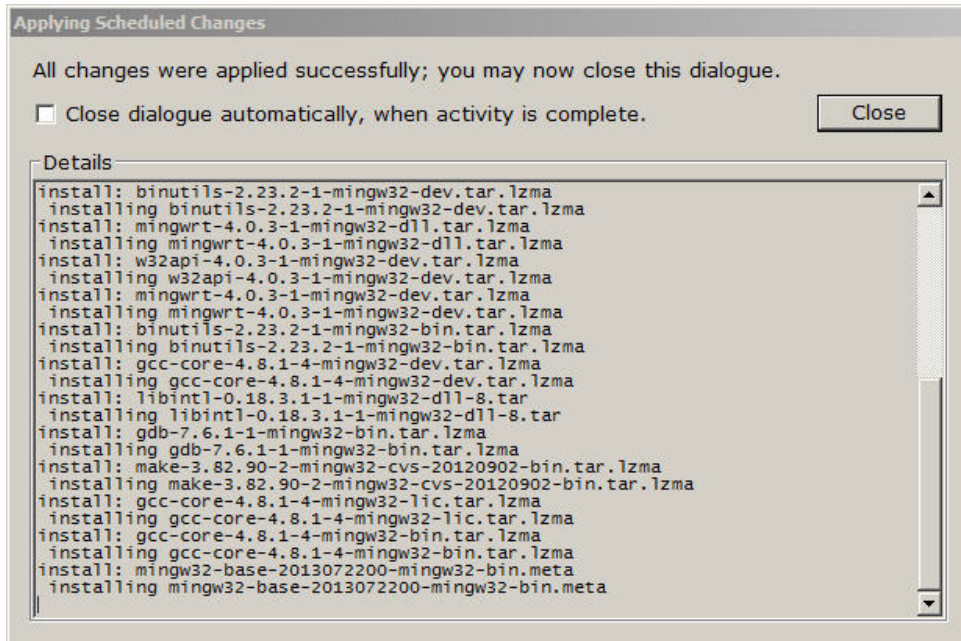 Applying Scheduled Changes
All changes were applied successfully; you may now close this dialogue.
Close dialogue automatically, when activity is complete.
Close
Details
install: binutils-2.23.2-1-mingw32-dev.tar.lzma
installing binutils-2.23.2-1-mingw32-dev.tar.lzma
install: mingwrt-4.0.3-1-mingw32-dll.tar.lzma
installing mingwrt-4.0.3-1-mingw32-dll.tar.lzma
install: w32api-4.0.3-1-mingw32-dev.tar.lzma
installing w32api-4.0.3-1-mingw32-dev.tar.lzma
install: mingwrt-4.0.3-1-mingw32-dev.tar.lzma
installing mingwrt-4.0.3-1-mingw32-dev.tar.lzma
install: binutils-2.23.2-1-mingw32-bin.tar.lzma
installing binutils-2.23.2-1-mingw32-bin.tar.lzma
install: gcc-core-4.8.1-4-mingw32-dev.tar.lzma
installing gcc-core-4.8.1-4-mingw32-dev.tar.lzma
install: libintl-0.18.3.1-1-mingw32-dll-8.tar
installing libintl-0.18.3.1-1-mingw32-dll-8.tar
install: gdb-7.6.1-1-mingw32-bin.tar.lzma
installing gdb-7.6.1-1-mingw32-bin.tar.lzma
install: make-3.82.90-2-mingw32-cvs-20120902-bin.tar.lzma
installing make-3.82.90-2-mingw32-cvs-20120902-bin.tar.lzma
install: gcc-core-4.8.1-4-mingw32-lic.tar.lzma
installing gcc-core-4.8.1-4-mingw32-lic.tar.lzma
install: gcc-core-4.8.1-4-mingw32-bin.tar.lzma
installing gcc-core-4.8.1-4-mingw32-bin.tar.lzma
install: mingw32-base-2013072200-mingw32-bin.meta
installing mingw32-base-2013072200-mingw32-bin.meta